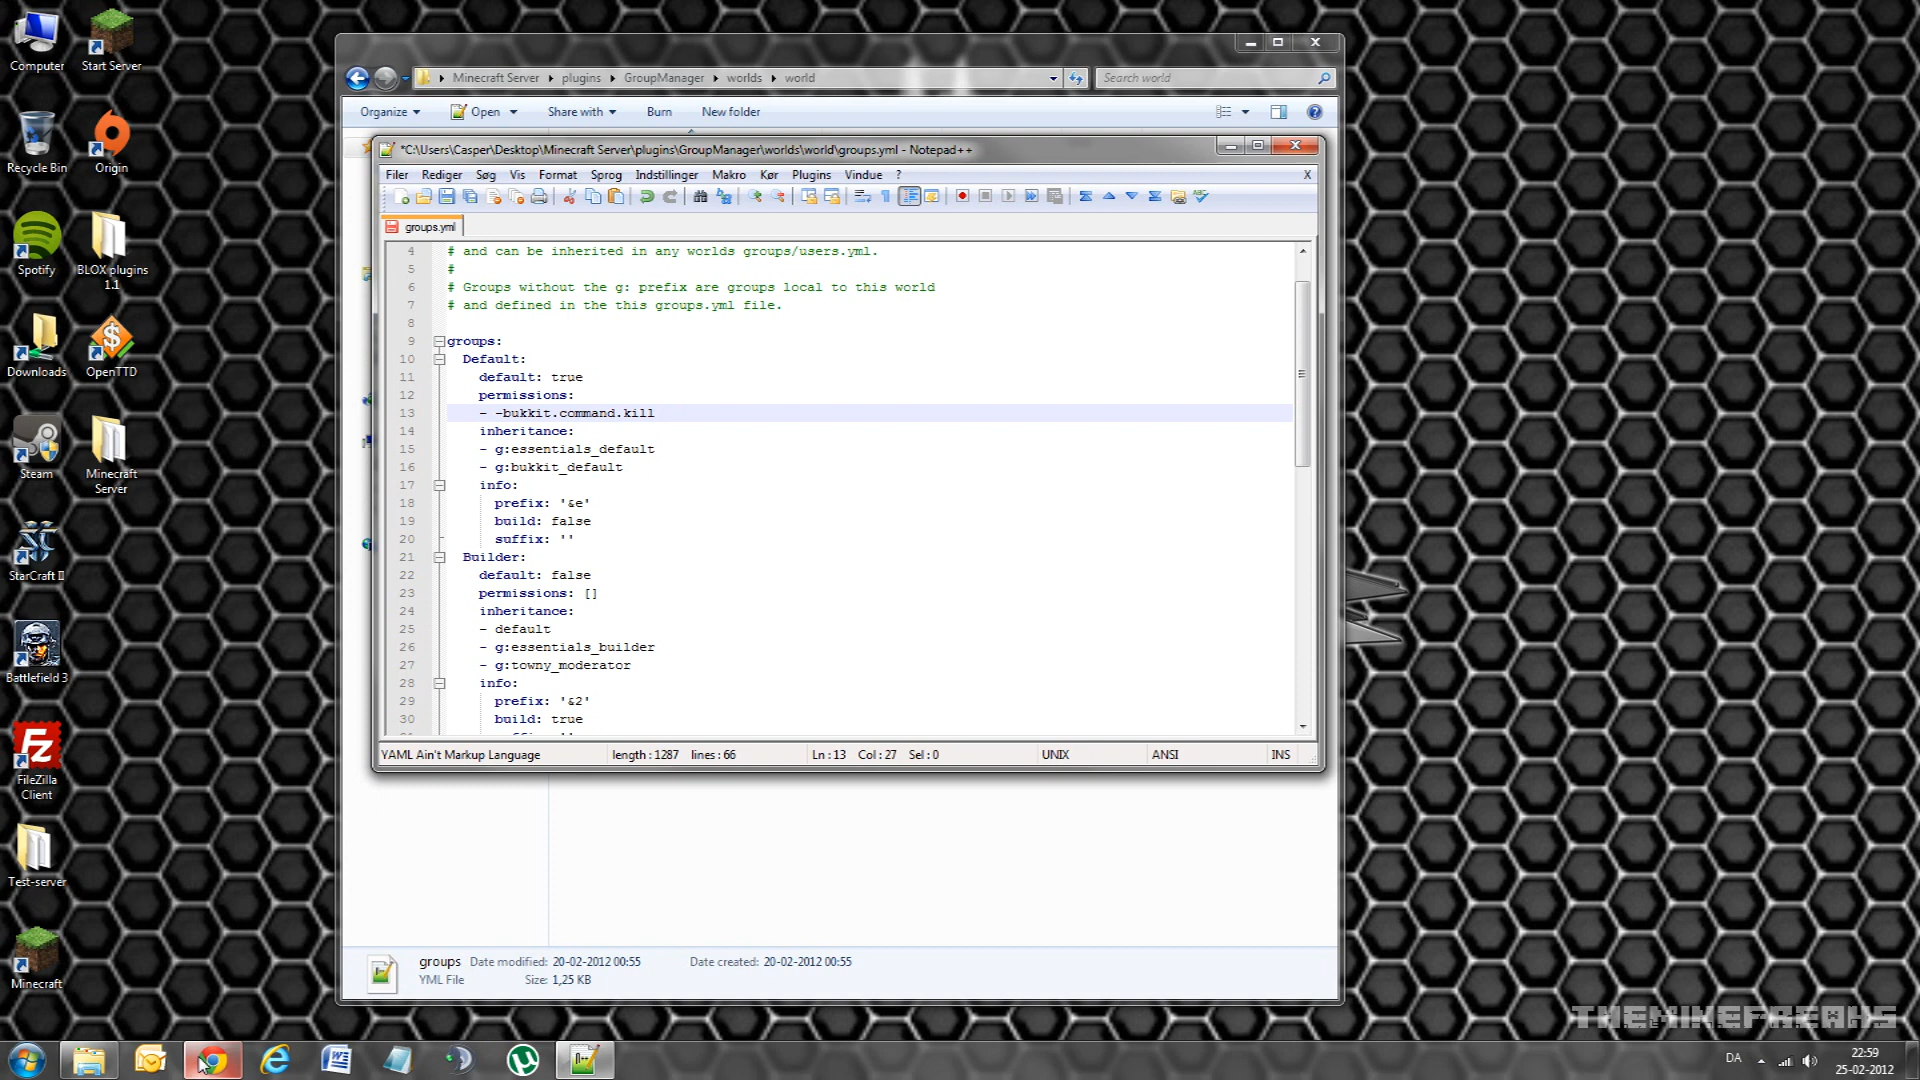 Computer
Start Server
Recycle Bin
Origin
Spotify
BLOX plugins
1.1
Downloads
OpenTTD
Steam
Minecraft
Server
StarCraft II
Battlefield 3
FileZilla
Client
Test-server
Minecraft
Minecraft Server
plugins
GroupManager
worlds
world
Search world
Organize
Open
Share with
Burn
New folder
*C:\Users\Casper\Desktop\Minecraft Server\plugins\GroupManager\worlds\world\groups.yml - Notepad++
Filer Rediger Søg Vis Format Sprog Indstillinger Makro Kør Plugins Vindue ? X
groups.yml
4 # and can be inherited in any worlds groups/users.yml.
5 #
6 # Groups without the g: prefix are groups local to this world
7 # and defined in the this groups.yml file.
8
9 groups:
10 Default:
11 default: true
12 permissions:
13 - -bukkit.command.kill
14 inheritance:
15 - g:essentials_default
16 - g:bukkit_default
17 info:
18 prefix: '&e'
19 build: false
20 suffix: ''
21 Builder:
22 default: false
23 permissions: []
24 inheritance:
25 - default
26 - g:essentials_builder
27 - g:towny_moderator
28 info:
29 prefix: '&2'
30 build: true
YAML Ain't Markup Language length : 1287 lines : 66 Ln : 13 Col : 27 Sel : 0 UNIX ANSI INS
groups Date modified: 20-02-2012 00:55 Date created: 20-02-2012 00:55
YML File Size: 1,25 KB
THEMIKEFREAKS
DA
22:59
25-02-2012